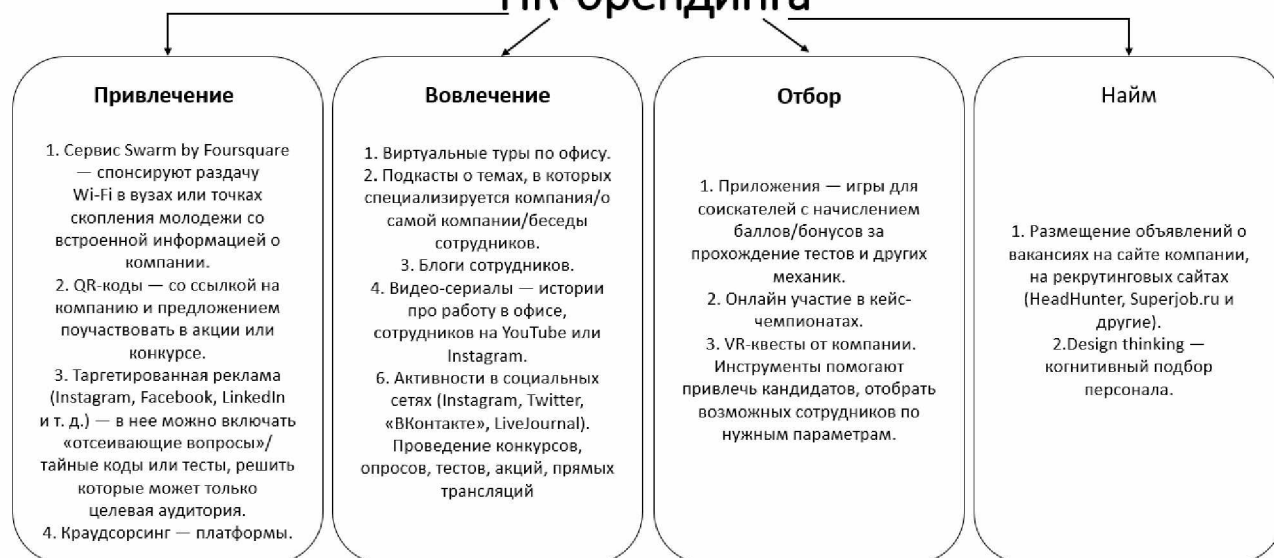 HR-брендинга
Привлечение
1. Сервис Swarm by Foursquare
— спонсируют раздачу
Wi-Fi в вузах или точках
скопления молодежи со
встроенной информацией о
компании.
2. QR-коды — со ссылкой на
компанию и предложением
поучаствовать в акции или
конкурсе.
3. Таргетированная реклама
(Instagram, Facebook, LinkedIn
и т. д.) — в нее можно включать
«отсеивающие вопросы»/
тайные коды или тесты, решить
которые может только
целевая аудитория.
4. Краудсорсинг — платформы.
Вовлечение
1. Виртуальные туры по офису.
2. Подкасты о темах, в которых
специализируется компания/о
самой компании/беседы
сотрудников.
3. Блоги сотрудников.
4. Видео-сериалы — истории
про работу в офисе,
сотрудников на YouTube или
Instagram.
6. Активности в социальных
сетях (Instagram, Twitter,
«ВКонтакте», LiveJournal).
Проведение конкурсов,
опросов, тестов, акций, прямых
трансляций
Отбор
1. Приложения — игры для
соискателей с начислением
баллов/бонусов за
прохождение тестов и других
механик.
2. Онлайн участие в кейс-
чемпионатах.
3. VR-квесты от компании.
Инструменты помогают
привлечь кандидатов, отобрать
возможных сотрудников по
нужным параметрам.
Найм
1. Размещение объявлений о
вакансиях на сайте компании,
на рекрутинговых сайтах
(HeadHunter, Superjob.ru и
другие).
2.Design thinking —
когнитивный подбор
персонала.